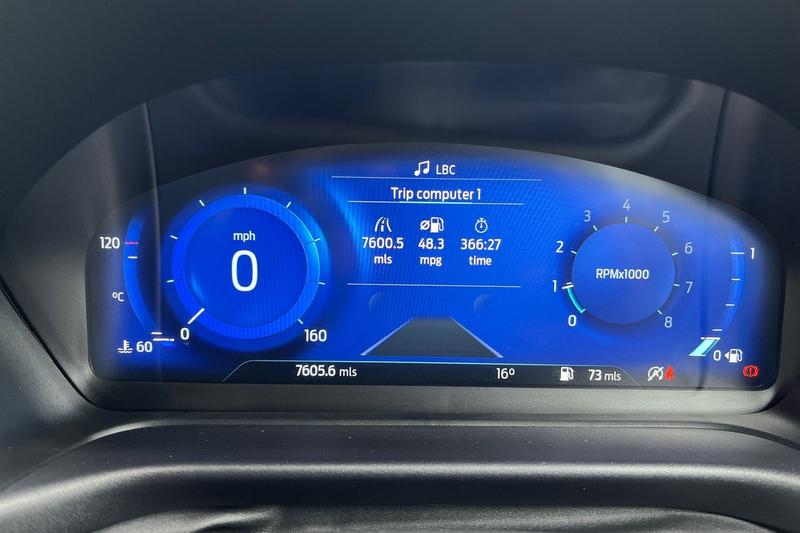 LBC
Trip computer 1
7600.5 48.3 366:27
mls mpg time
mph
0
0 160
120
°C
60
RPMx1000
0 1 2 3 4 5 6 7 8
1
0
7605.6 mls 16° 73 mls